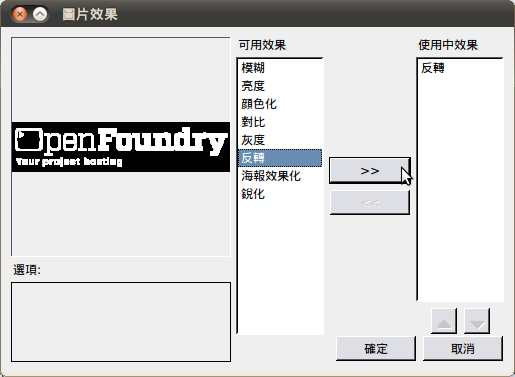 圖片效果
可用效果
使用中效果
OpenFoundry
Your project hosting
模糊
亮度
顏色化
對比
灰度
反轉
海報效果化
銳化
反轉
>>
<<
選項:
確定
取消